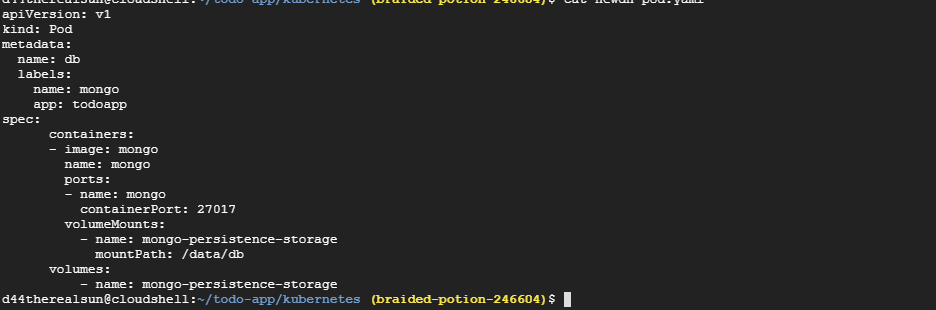 d44therealsun@cloudshell:~/todo-app/kubernetes (braided-potion-246604)$ cat newdh pod.yaml
apiVersion: v1
kind: Pod
metadata:
  name: db
  labels:
    name: mongo
    app: todoapp
spec:
      containers:
      - image: mongo
        name: mongo
        ports:
        - name: mongo
          containerPort: 27017
        volumeMounts:
          - name: mongo-persistence-storage
            mountPath: /data/db
      volumes:
          - name: mongo-persistence-storage
d44therealsun@cloudshell:~/todo-app/kubernetes (braided-potion-246604)$